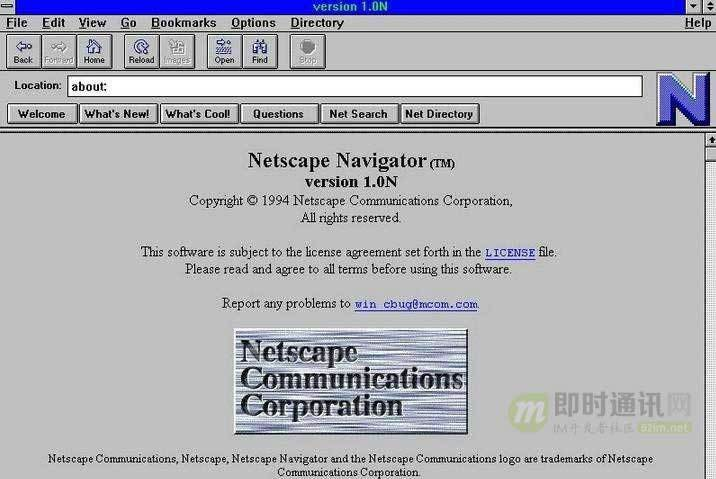 version 1.0N
File Edit View Go Bookmarks Options Directory Help
Back Forward Home Reload Images Open Find Stop
Location: about:
N
Welcome What's New! What's Cool! Questions Net Search Net Directory
Netscape Navigator (TM)
version 1.0N
Copyright © 1994 Netscape Communications Corporation,
All rights reserved.
This software is subject to the license agreement set forth in the LICENSE file.
Please read and agree to all terms before using this software.
Report any problems to win_cbug@mcom.com
Netscape
Communications
Corporation
即时通讯网
IM开发者社区 52im.net
Netscape Communications, Netscape, Netscape Navigator and the Netscape Communications logo are trademarks of Netscape
Communications Corporation.